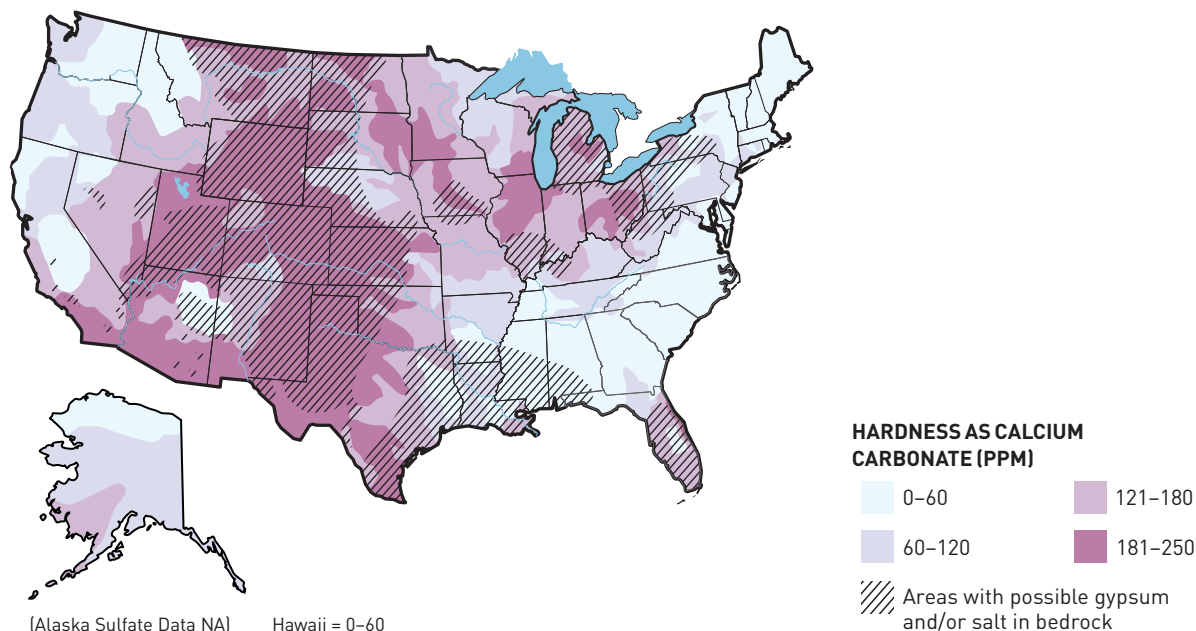 HARDNESS AS CALCIUM
CARBONATE (PPM)
0–60
121–180
60–120
181–250
Areas with possible gypsum
and/or salt in bedrock
(Alaska Sulfate Data NA)
Hawaii = 0–60